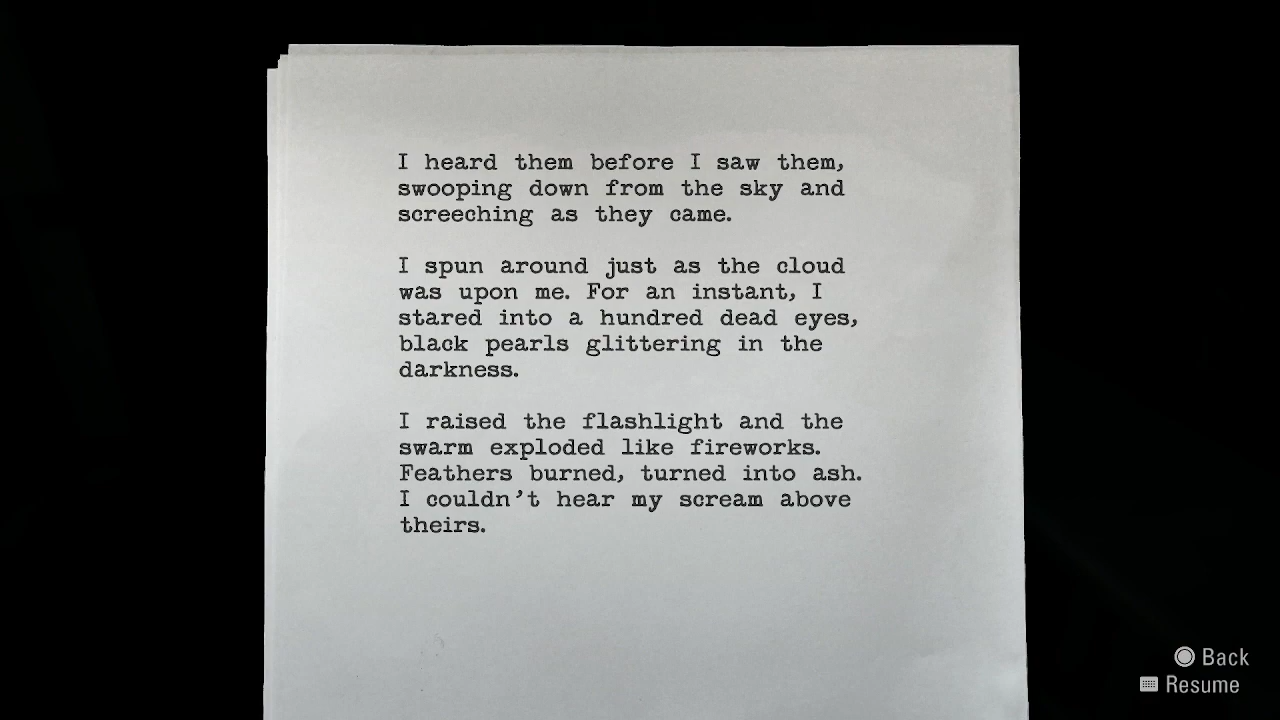 I heard them before I saw them,
swooping down from the sky and
screeching as they came.
I spun around just as the cloud
was upon me. For an instant, I
stared into a hundred dead eyes,
black pearls glittering in the
darkness.
I raised the flashlight and the
swarm exploded like fireworks.
Feathers burned, turned into ash.
I couldn't hear my scream above
theirs.
Back
Resume